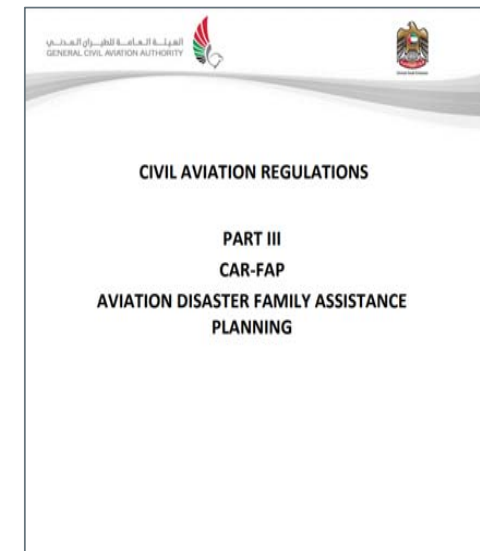 الهيئة العامة للطيران المدني
GENERAL CIVIL AVIATION AUTHORITY
CIVIL AVIATION REGULATIONS
PART III
CAR-FAP
AVIATION DISASTER FAMILY ASSISTANCE
PLANNING